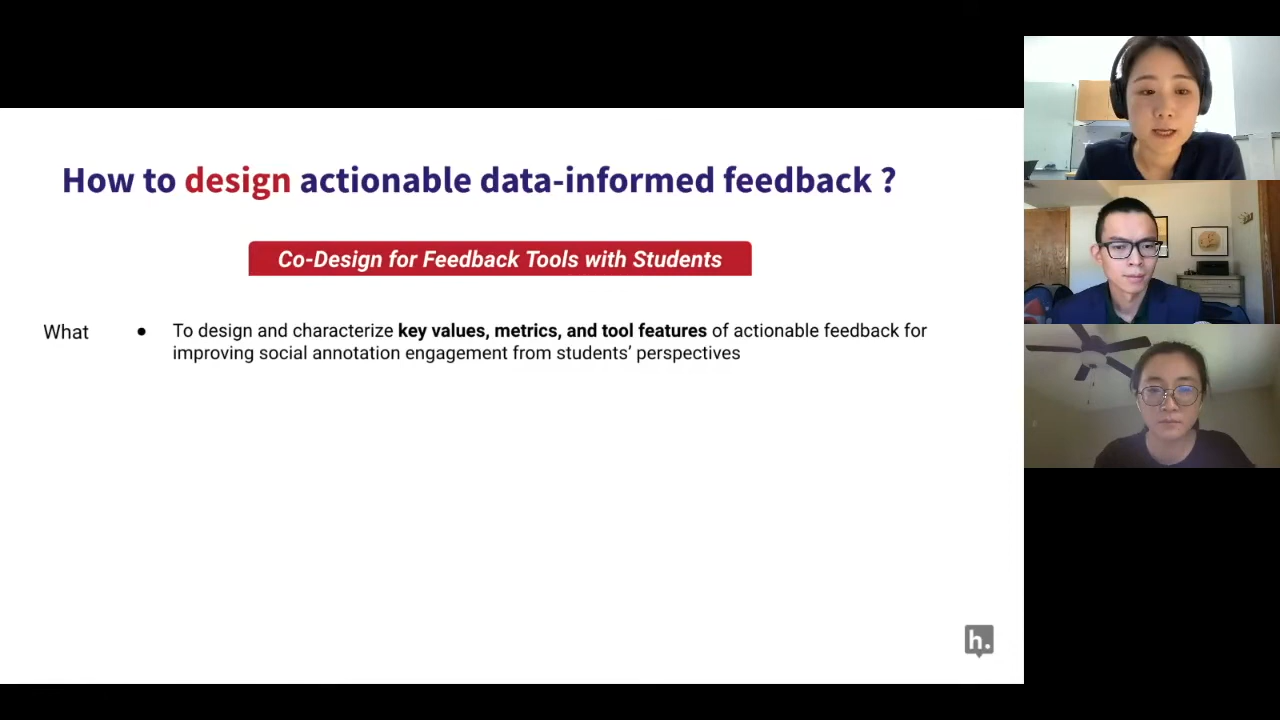 How to design actionable data-informed feedback ?
Co-Design for Feedback Tools with Students
What
● To design and characterize key values, metrics, and tool features of actionable feedback for
improving social annotation engagement from students’ perspectives
h.